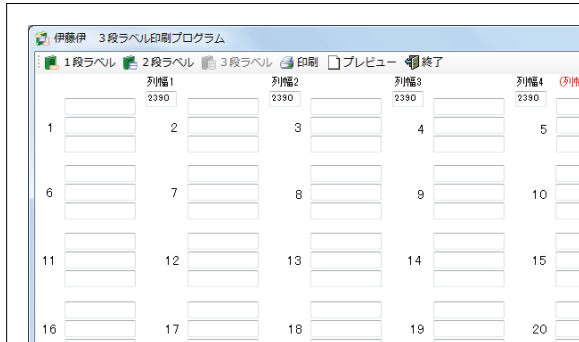 伊藤伊　３段ラベル印刷プログラム
１段ラベル ２段ラベル ３段ラベル 印刷 プレビュー 終了
列幅1 列幅2 列幅3 列幅4 (列幅
2390 2390 2390 2390
1 2 3 4 5
6 7 8 9 10
11 12 13 14 15
16 17 18 19 20